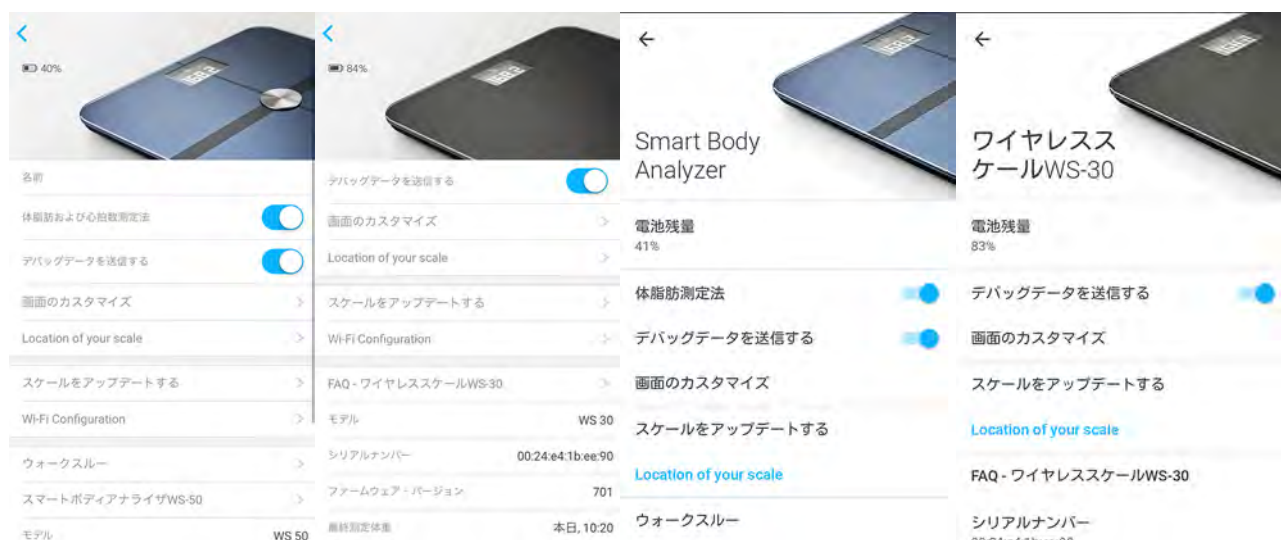 40%
名前
体脂肪および心拍数測定法
デバッグデータを送信する
画面のカスタマイズ
Location of your scale
スケールをアップデートする
Wi-Fi Configuration
ウォークスルー
スマートボディアナライザWS-50
モデル WS 50
84%
デバッグデータを送信する
画面のカスタマイズ
Location of your scale
スケールをアップデートする
Wi-Fi Configuration
FAQ - ワイヤレススケールWS-30
モデル WS 30
シリアルナンバー 00:24:e4:1b:ee:90
ファームウェア・バージョン 701
最終測定体重 本日, 10:20
Smart Body
Analyzer
電池残量
41%
体脂肪測定法
デバッグデータを送信する
画面のカスタマイズ
スケールをアップデートする
Location of your scale
ウォークスルー
ワイヤレスス
ケールWS-30
電池残量
83%
デバッグデータを送信する
画面のカスタマイズ
スケールをアップデートする
Location of your scale
FAQ - ワイヤレススケールWS-30
シリアルナンバー